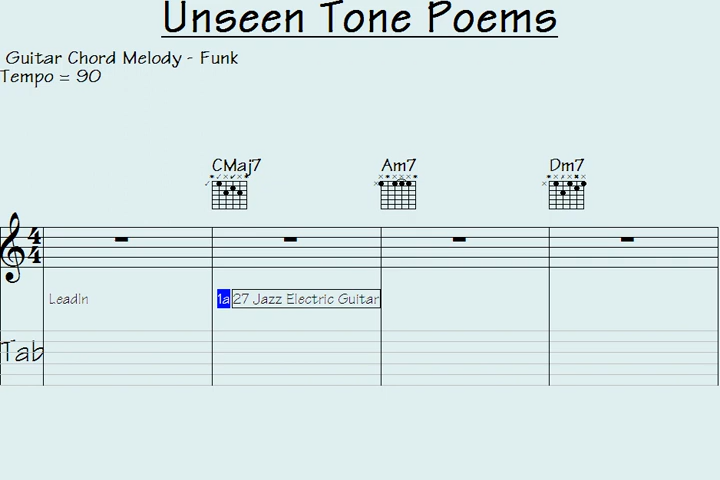 Unseen Tone Poems
Guitar Chord Melody - Funk
Tempo = 90
CMaj7 Am7 Dm7
4
4
LeadIn 1a 27 Jazz Electric Guitar
Tab